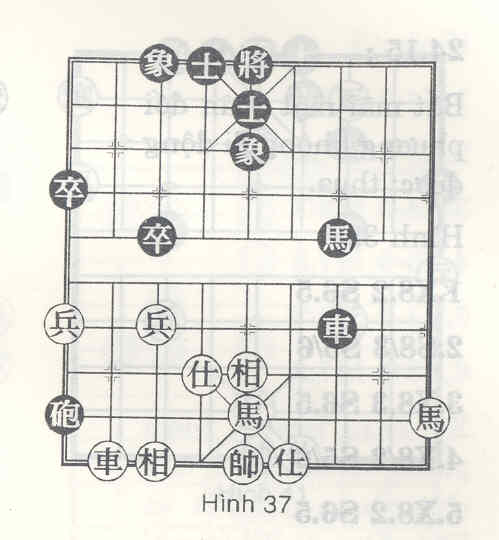 象 士 將
士
象
卒
卒 馬
兵 兵 車
仕 相
砲 馬 馬
車 相 帥 仕
Hình 37